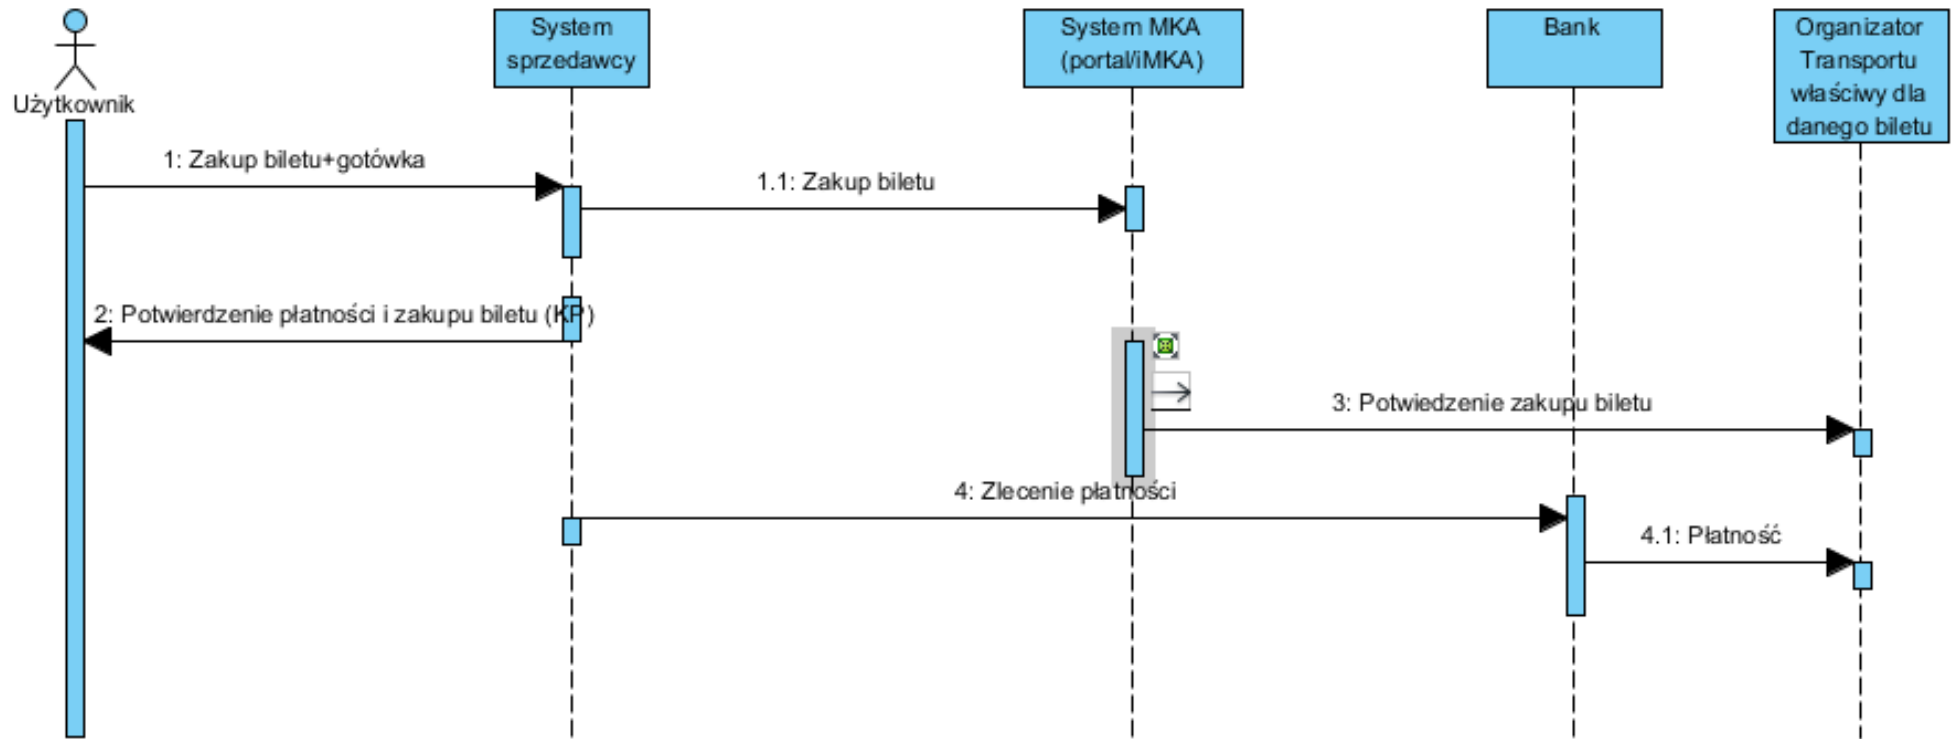 Użytkownik
System
sprzedawcy
System MKA
(portal/iMKA)
Bank
Organizator
Transportu
właściwy dla
danego biletu
1: Zakup biletu+gotówka
1.1: Zakup biletu
2: Potwierdzenie płatności i zakupu biletu (KP)
3: Potwiedzenie zakupu biletu
4: Zlecenie płatności
4.1: Płatność